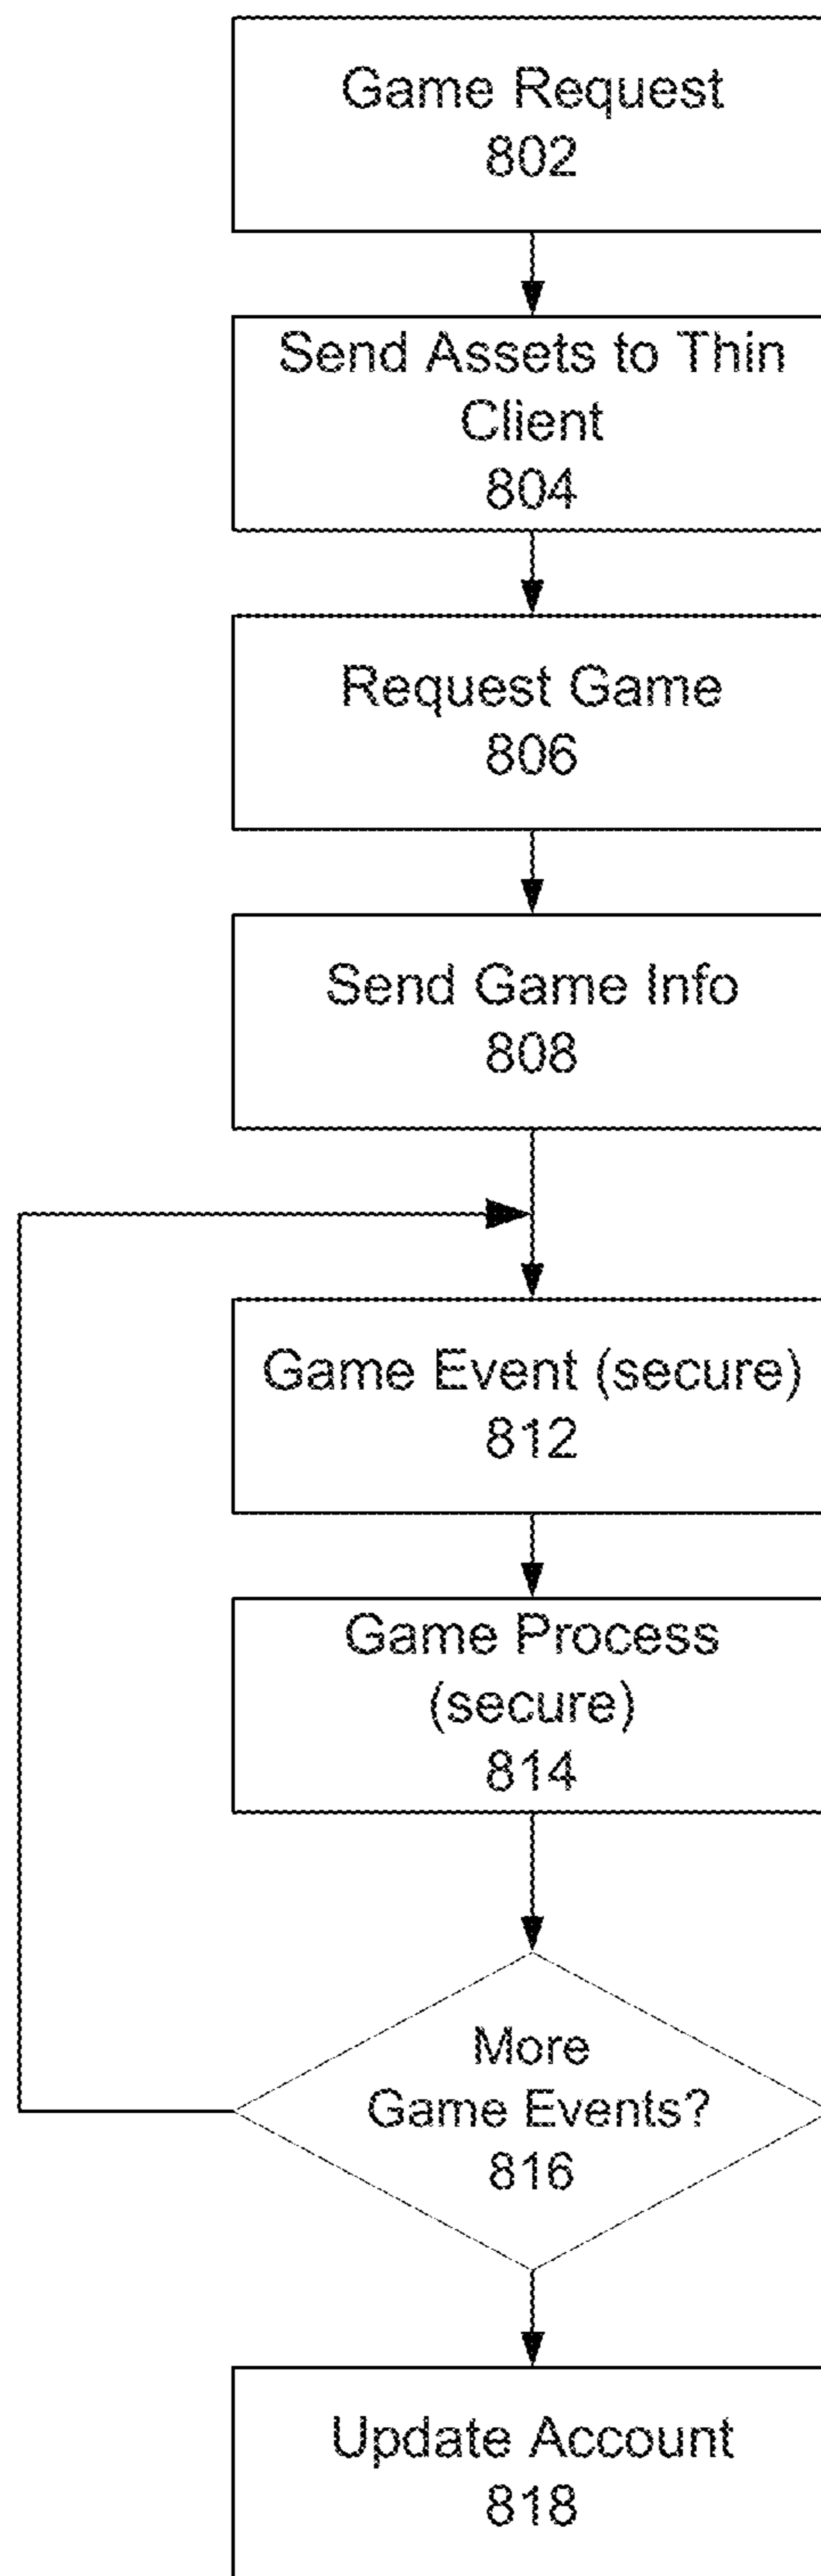 Game Request
802
Send Assets to Thin
Client
804
Request Game
806
Send Game Info
808
Game Event (secure)
812
Game Process
(secure)
814
More
Game Events?
816
Update Account
818